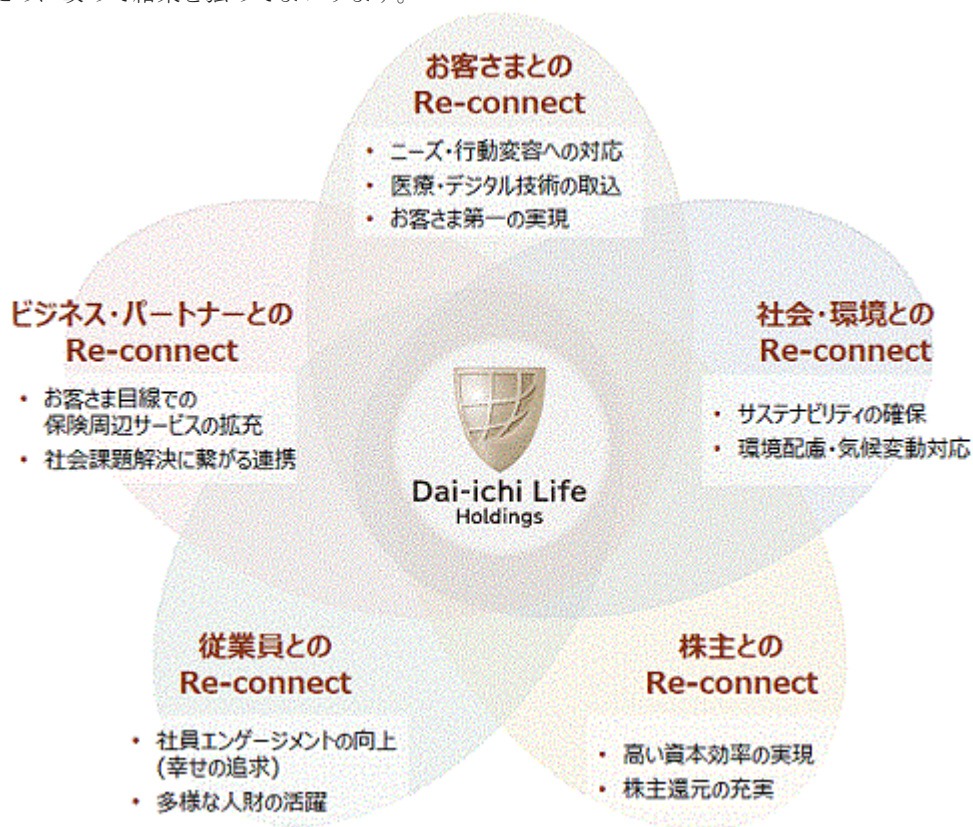 お客さまとの
Re-connect
• ニーズ・行動変容への対応
• 医療・デジタル技術の取込
• お客さま第一の実現
ビジネス・パートナーとの
Re-connect
• お客さま目線での
保険周辺サービスの拡充
• 社会課題解決に繋がる連携
社会・環境との
Re-connect
• サステナビリティの確保
• 環境配慮・気候変動対応
Dai-ichi Life
Holdings
従業員との
Re-connect
• 社員エンゲージメントの向上
(幸せの追求)
• 多様な人財の活躍
株主との
Re-connect
• 高い資本効率の実現
• 株主還元の充実